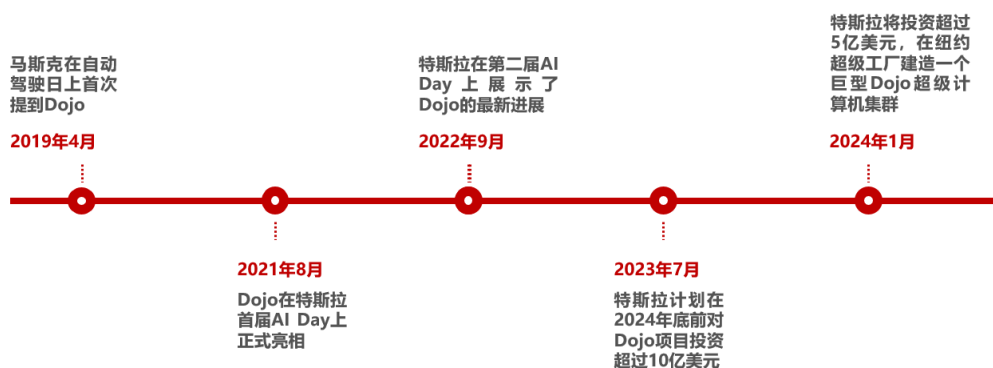 马斯克在自动
驾驶日上首次
提到Dojo
2019年4月
2021年8月
Dojo在特斯拉
首届AI Day上
正式亮相
特斯拉在第二届AI
Day上展示了
Dojo的最新进展
2022年9月
2023年7月
特斯拉计划在
2024年底前对
Dojo项目投资
超过10亿美元
特斯拉将投资超过
5亿美元，在纽约
超级工厂建造一个
巨型Dojo超级计
算机集群
2024年1月